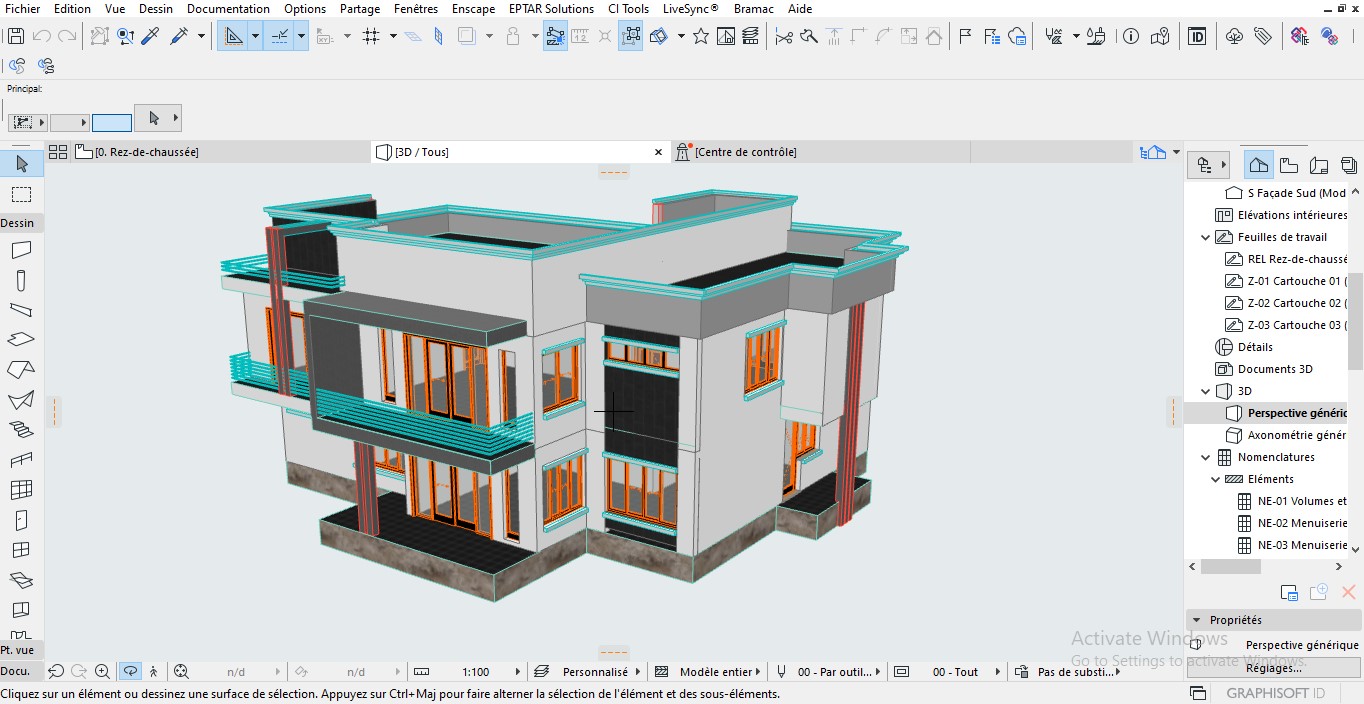 Fichier Edition Vue Dessin Documentation Options Partage Fenêtres Enscape EPTAR Solutions CI Tools LiveSync® Bramac Aide
Principal:
[0. Rez-de-chaussée]
[3D / Tous]
[Centre de contrôle]
Dessin
S Façade Sud (Mod
Elévations intérieures
Feuilles de travail
REL Rez-de-chaussé
Z-01 Cartouche 01 (
Z-02 Cartouche 02 (
Z-03 Cartouche 03 (
Détails
Documents 3D
3D
Perspective génériq
Axonométrie génér
Nomenclatures
Eléments
NE-01 Volumes et
NE-02 Menuiserie
NE-03 Menuiserie
Propriétés
Perspective générique
Réglages...
Activate Windows
Go to Settings to activate Windows.
Pt. vue
Docu.
n/d
n/d
1:100
Personnalisé
Modèle entier
00 - Par outil...
00 - Tout
Pas de substi...
Cliquez sur un élément ou dessinez une surface de sélection. Appuyez sur Ctrl+Maj pour faire alterner la sélection de l'élément et des sous-éléments.
GRAPHISOFT ID